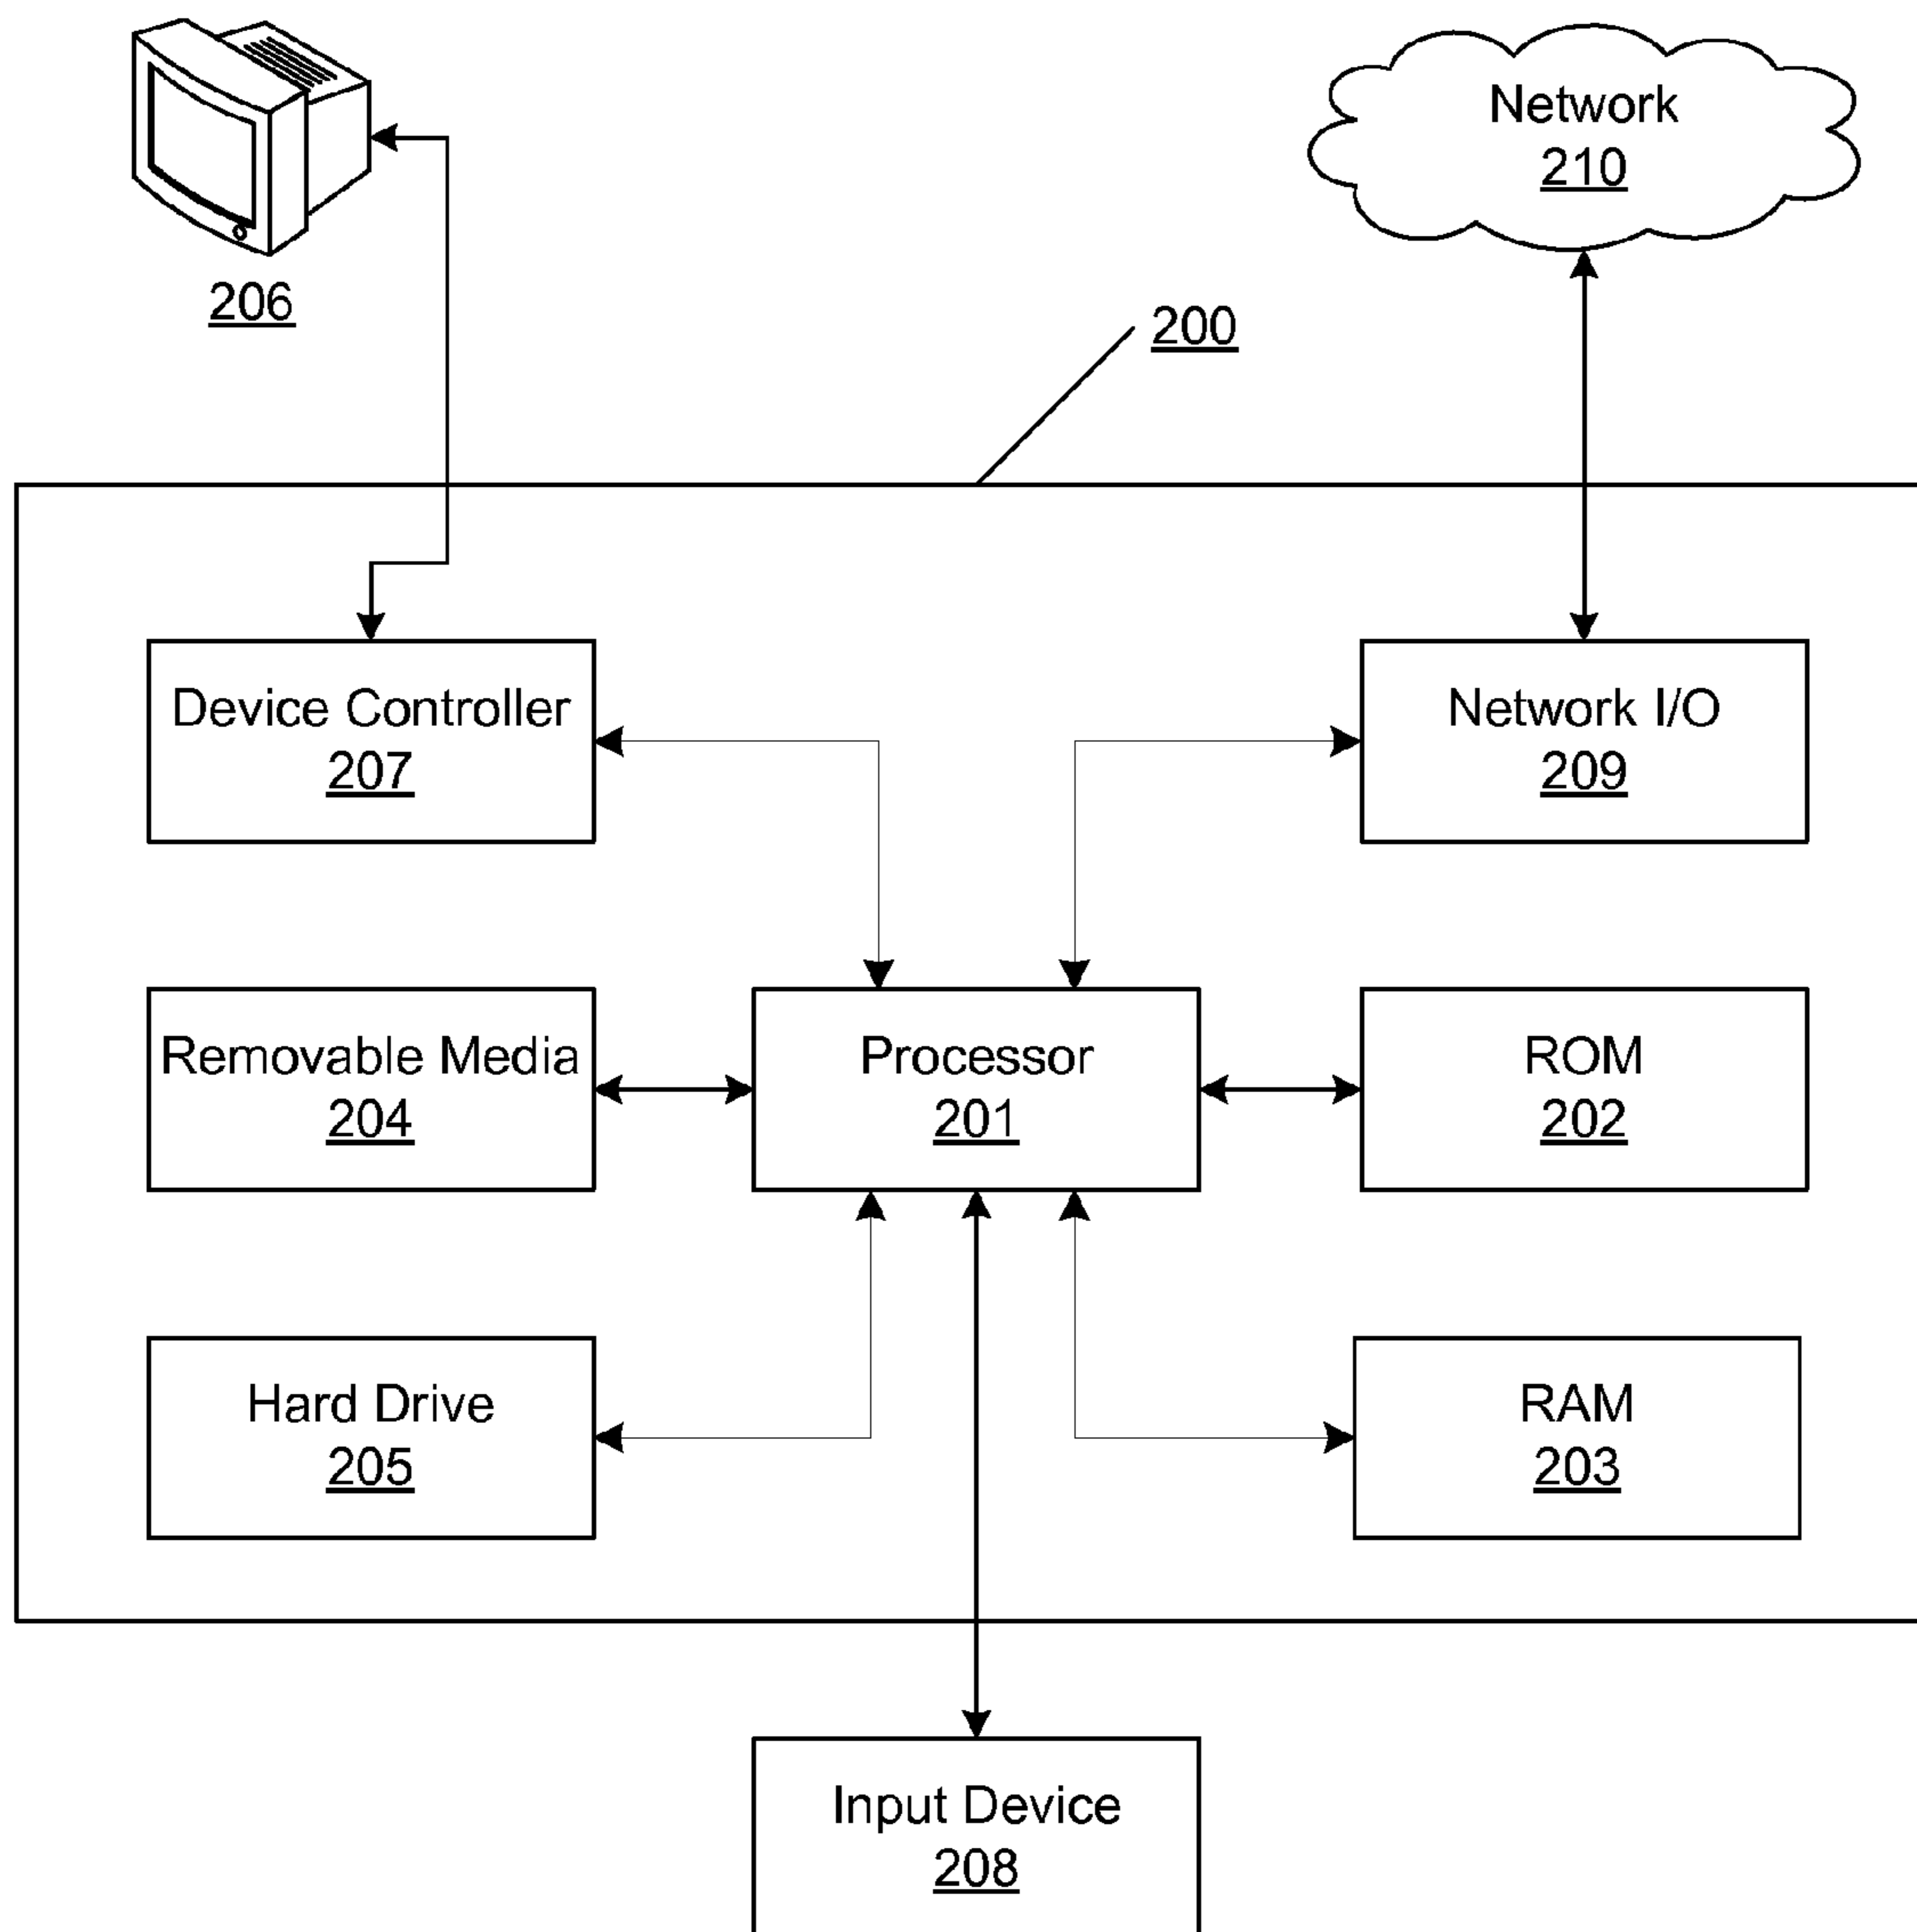 Network
210
206
200
Device Controller
207
Network I/O
209
Removable Media
204
Processor
201
ROM
202
Hard Drive
205
RAM
203
Input Device
208